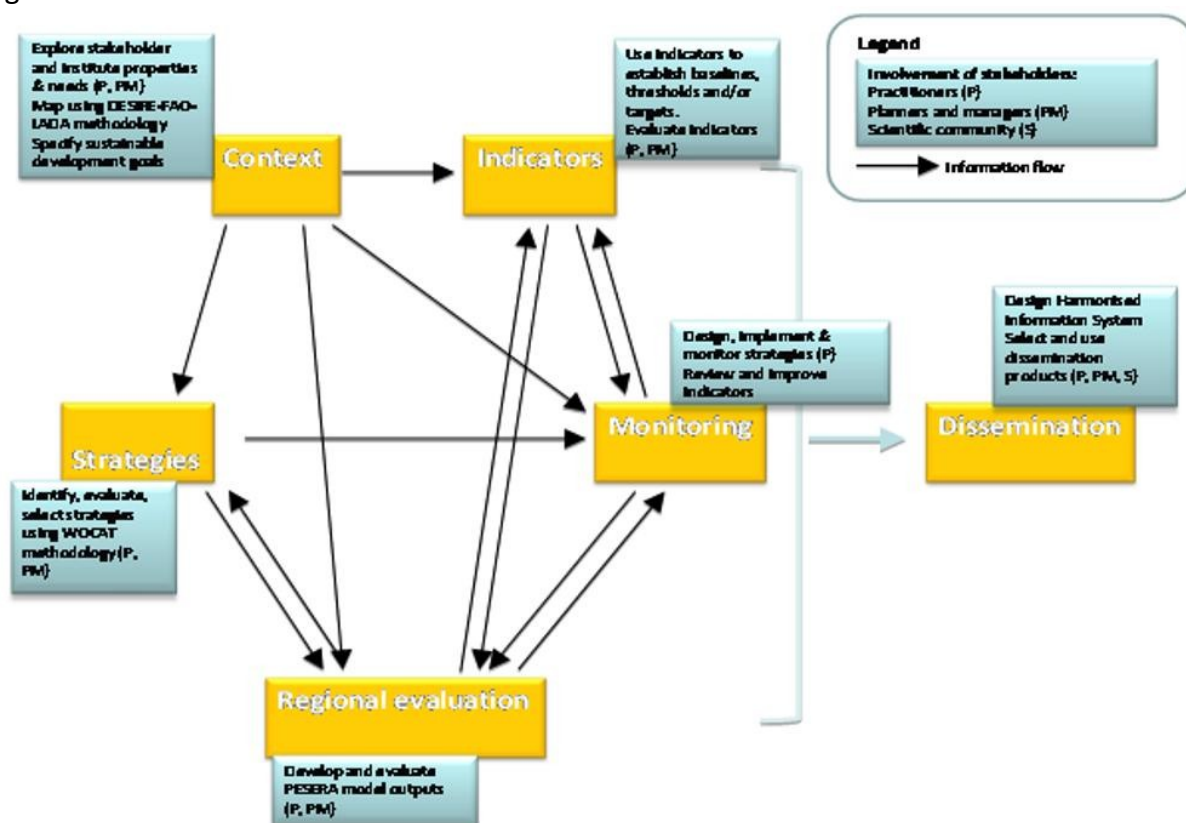 Explore stakeholder
and institute properties
& needs (P, PM)
Map using DESIRE-FAO-
LADA methodology
Specify sustainable
development goals
Context
Use indicators to
establish baselines,
thresholds and/or
targets.
Evaluate indicators
(P, PM)
Indicators
Legend
Involvement of stakeholders:
Practitioners (P)
Planners and managers (PM)
Scientific community (S)
Information flow
Design, implement &
monitor strategies (P)
Review and improve
indicators
Monitoring
Design Harmonised
Information System
Select and use
dissemination
products (P, PM, S)
Dissemination
Strategies
Identify, evaluate,
select strategies
using WOCAT
methodology (P,
PM)
Regional evaluation
Develop and evaluate
PESERA model outputs
(P, PM)